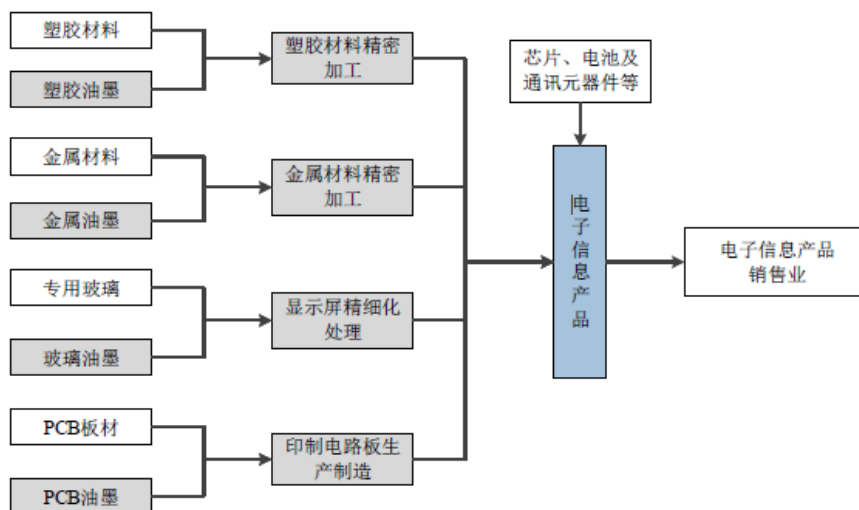 塑胶材料
塑胶油墨
塑胶材料精密
加工
金属材料
金属油墨
金属材料精密
加工
专用玻璃
玻璃油墨
显示屏精细化
处理
PCB板材
PCB油墨
印制电路板生
产制造
芯片、电池及
通讯元器件等
电子信息产品
电子信息产品
销售业